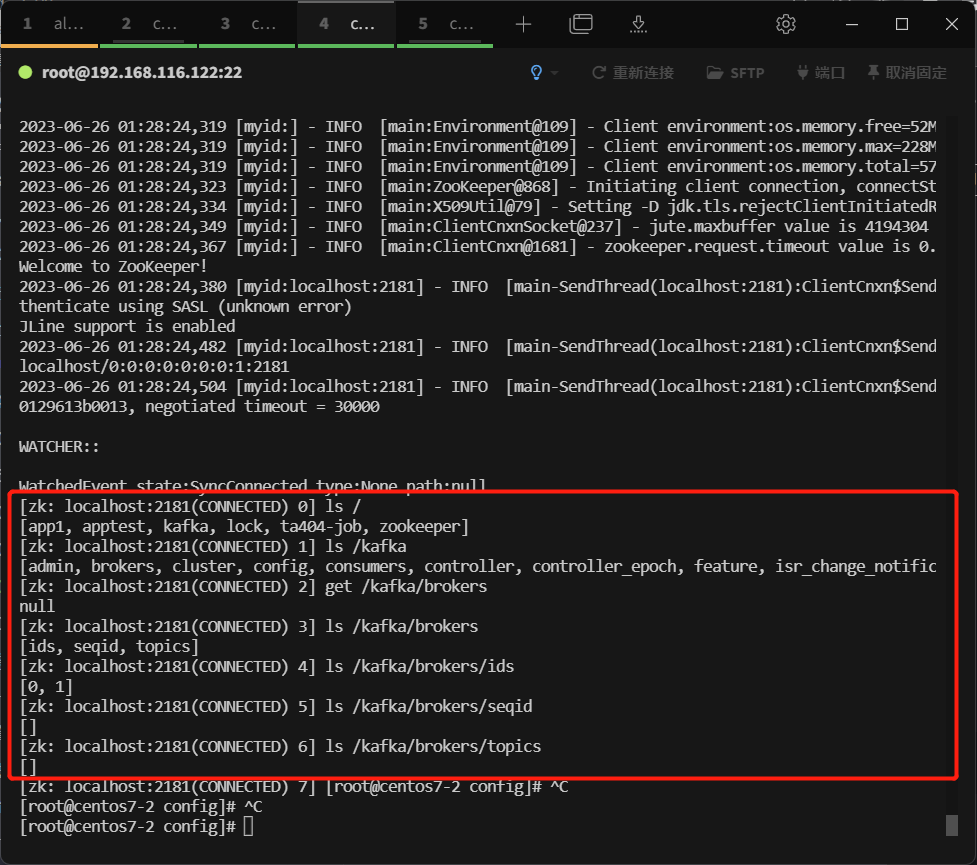 1 al... 2 c... 3 c... 4 c... 5 c...
root@192.168.116.122:22 重新连接 SFTP 端口 取消固定
2023-06-26 01:28:24,319 [myid:] - INFO  [main:Environment@109] - Client environment:os.memory.free=52M
2023-06-26 01:28:24,319 [myid:] - INFO  [main:Environment@109] - Client environment:os.memory.max=228M
2023-06-26 01:28:24,319 [myid:] - INFO  [main:Environment@109] - Client environment:os.memory.total=57
2023-06-26 01:28:24,323 [myid:] - INFO  [main:ZooKeeper@868] - Initiating client connection, connectSt
2023-06-26 01:28:24,334 [myid:] - INFO  [main:X509Util@79] - Setting -D jdk.tls.rejectClientInitiatedR
2023-06-26 01:28:24,349 [myid:] - INFO  [main:ClientCnxnSocket@237] - jute.maxbuffer value is 4194304
2023-06-26 01:28:24,367 [myid:] - INFO  [main:ClientCnxn@1681] - zookeeper.request.timeout value is 0.
Welcome to ZooKeeper!
2023-06-26 01:28:24,380 [myid:localhost:2181] - INFO  [main-SendThread(localhost:2181):ClientCnxn$Send
thenticate using SASL (unknown error)
JLine support is enabled
2023-06-26 01:28:24,482 [myid:localhost:2181] - INFO  [main-SendThread(localhost:2181):ClientCnxn$Send
localhost/0:0:0:0:0:0:0:1:2181
2023-06-26 01:28:24,504 [myid:localhost:2181] - INFO  [main-SendThread(localhost:2181):ClientCnxn$Send
0129613b0013, negotiated timeout = 30000
WATCHER::
WatchedEvent state:SyncConnected type:None path:null
[zk: localhost:2181(CONNECTED) 0] ls /
[app1, apptest, kafka, lock, ta404-job, zookeeper]
[zk: localhost:2181(CONNECTED) 1] ls /kafka
[admin, brokers, cluster, config, consumers, controller, controller_epoch, feature, isr_change_notific
[zk: localhost:2181(CONNECTED) 2] get /kafka/brokers
null
[zk: localhost:2181(CONNECTED) 3] ls /kafka/brokers
[ids, seqid, topics]
[zk: localhost:2181(CONNECTED) 4] ls /kafka/brokers/ids
[0, 1]
[zk: localhost:2181(CONNECTED) 5] ls /kafka/brokers/seqid
[]
[zk: localhost:2181(CONNECTED) 6] ls /kafka/brokers/topics
[]
[zk: localhost:2181(CONNECTED) 7] [root@centos7-2 config]# ^C
[root@centos7-2 config]# ^C
[root@centos7-2 config]#